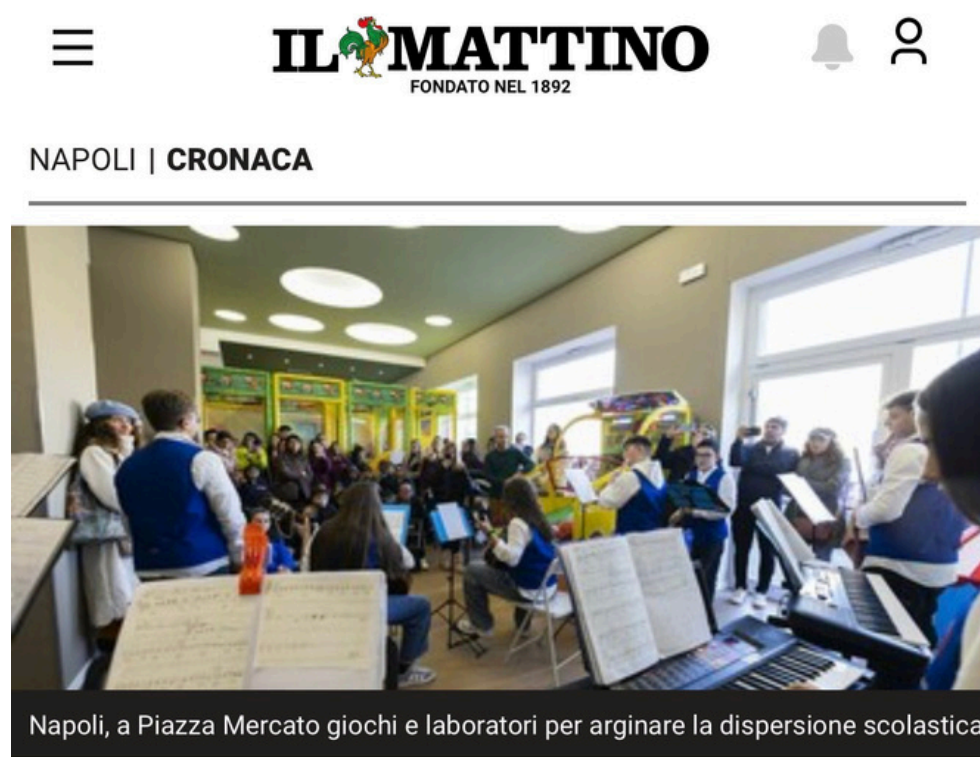 IL MATTINO
FONDATO NEL 1892
NAPOLI | CRONACA
Napoli, a Piazza Mercato giochi e laboratori per arginare la dispersione scolastica